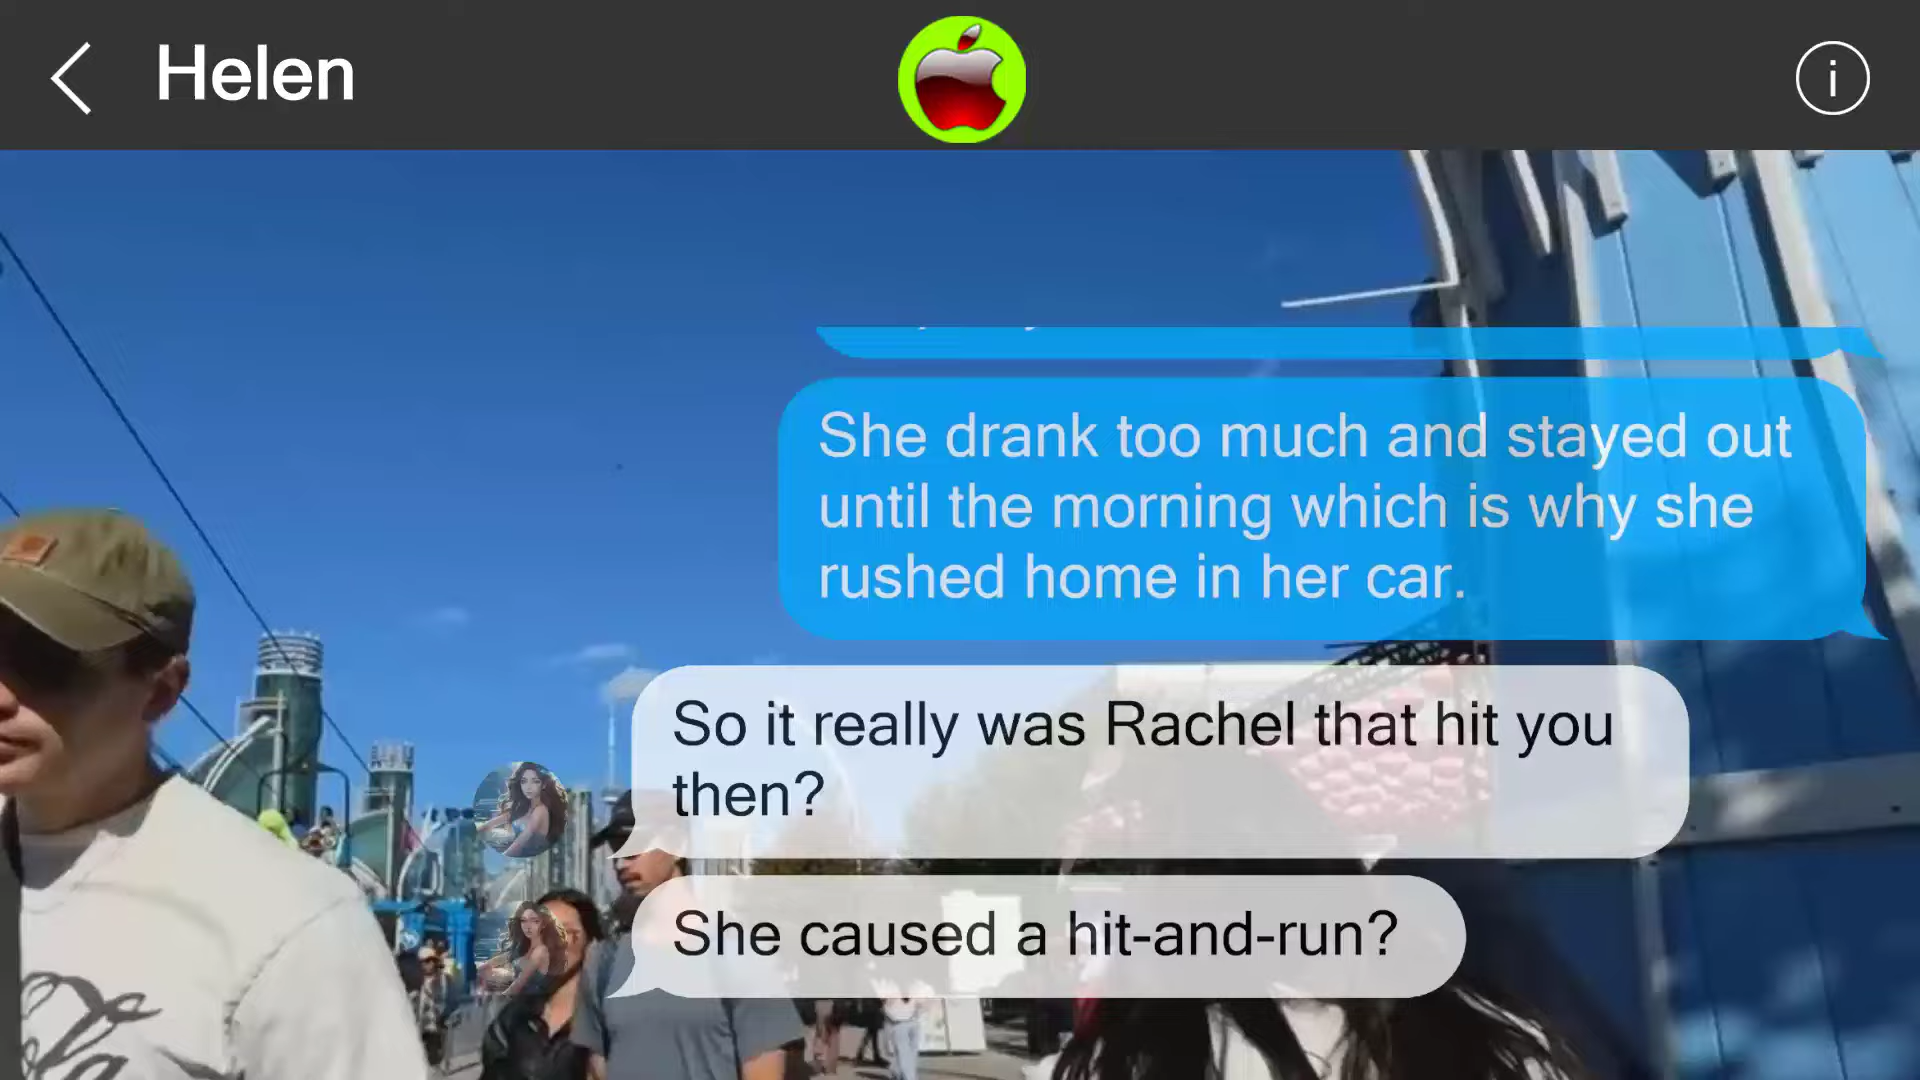 Helen
She drank too much and stayed out
until the morning which is why she
rushed home in her car.
So it really was Rachel that hit you
then?
She caused a hit-and-run?